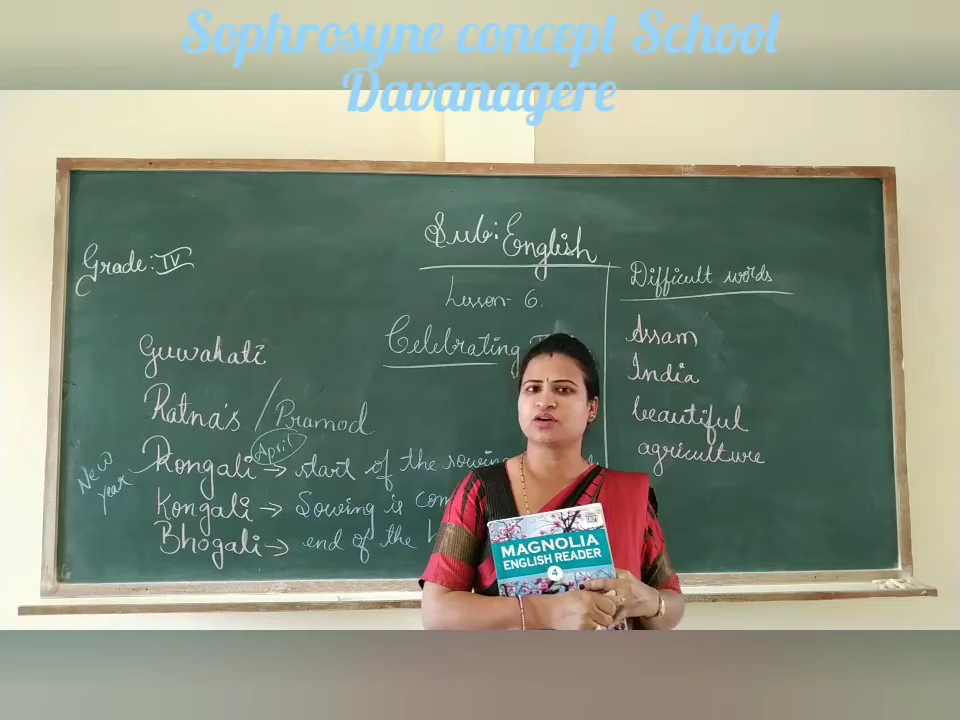 Sophrosyne concept School
Davanagere
Sub: English
Grade: IV
Lesson- 6.
Celebrating
Guwahati
Ratna's / Pramod
April
New year
Rongali → start of the sowing
Kongali → Sowing is com
Bhogali → end of the
Difficult words
Assam
India
beautiful
agriculture
MAGNOLIA
ENGLISH READER
4